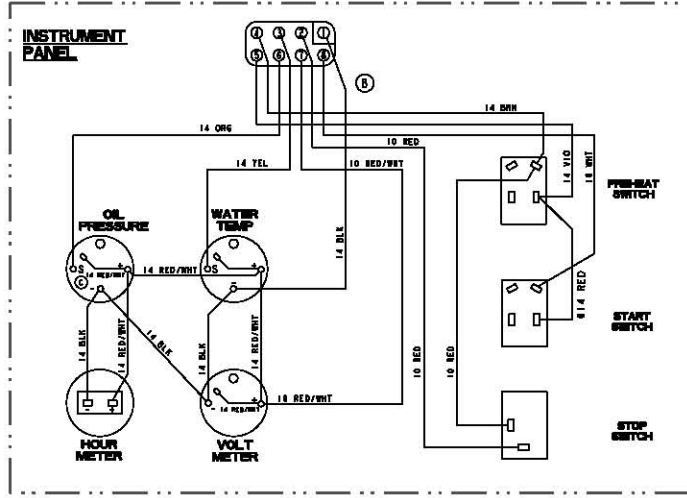 INSTRUMENT
PANEL
4 3 2 1
5 6 7 8
B
14 BRN
14 ORG
10 RED
14 VIO
18 WHT
14 YEL
10 RED/WHT
PREHEAT
SWITCH
OIL
PRESSURE
WATER
TEMP
14 BLK
S
14 RED/WHT
+
-
C
14 RED/WHT
S
+
-
#14 RED
START
SWITCH
14 BLK
14 RED/WHT
14 BLK
14 BLK
14 RED/WHT
10 RED
10 RED
- +
- +
14 RED/WHT
18 RED/WHT
HOUR
METER
VOLT
METER
STOP
SWITCH